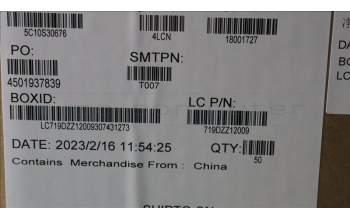 5C10S30676 4LCN 18001727
PO: SMTPN:
4501937839 T007
BOXID: LC P/N:
LC719DZZ12009307431273 719DZZ12009
DATE: 2023/2/16 11:54:25 QTY:
50
Contains Merchandise From : China